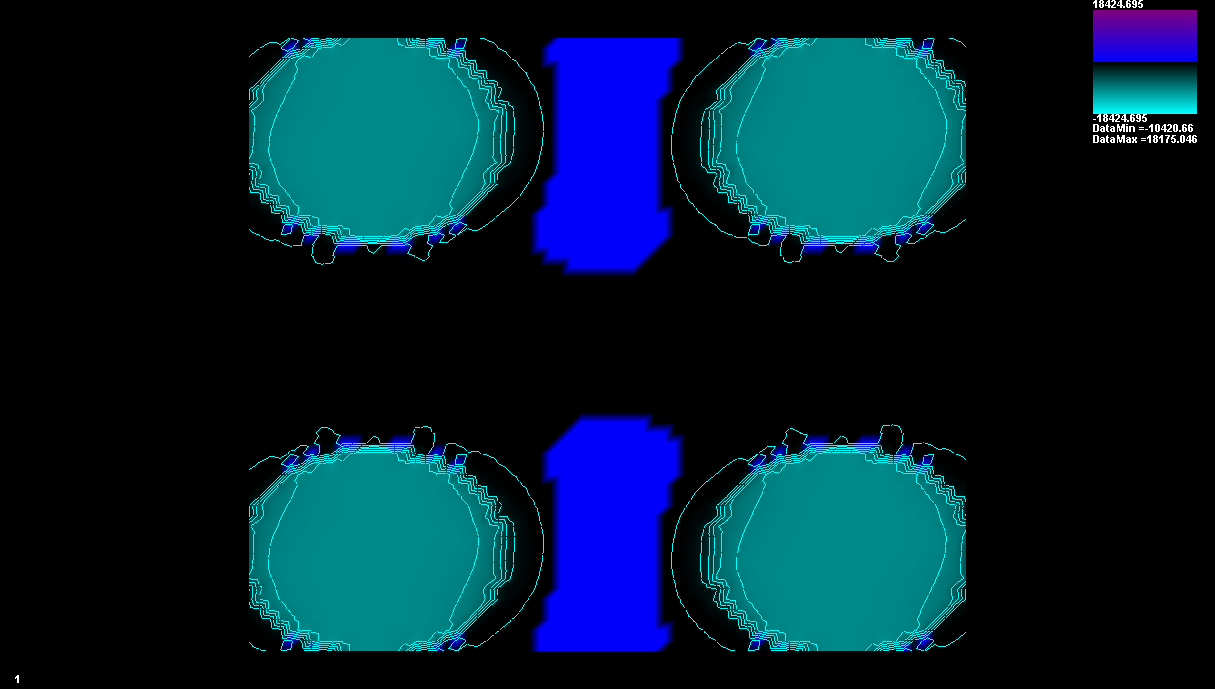 18424.695
-18424.695
DataMin =-10420.66
DataMax =18175.046
1